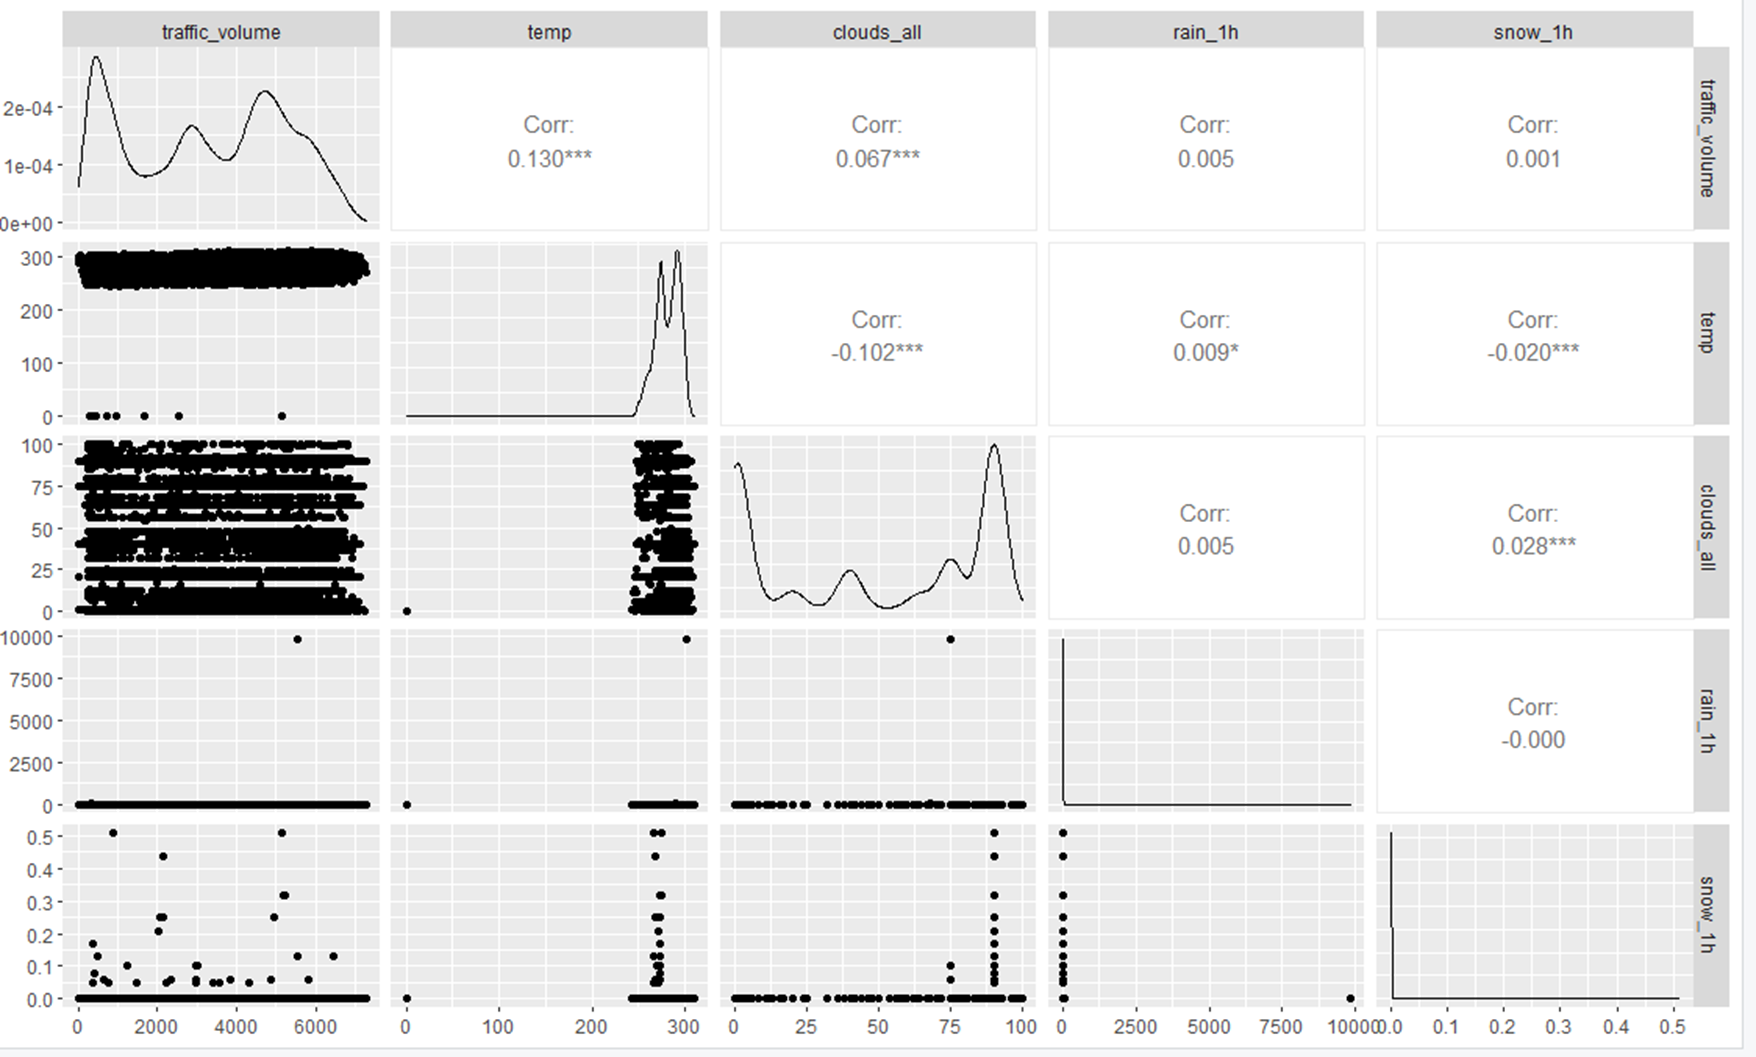 traffic_volume temp clouds_all rain_1h snow_1h
2e-04
1e-04
0e+00
Corr:
0.130***
Corr:
0.067***
Corr:
0.005
Corr:
0.001
traffic_volume
300
200
100
0
Corr:
-0.102***
Corr:
0.009*
Corr:
-0.020***
temp
100
75
50
25
0
Corr:
0.005
Corr:
0.028***
clouds_all
10000
7500
5000
2500
0
Corr:
-0.000
rain_1h
0.5
0.4
0.3
0.2
0.1
0.0
snow_1h
0 2000 4000 6000 0 100 200 300 0 25 50 75 100 0 2500 5000 7500 10000 0.0 0.1 0.2 0.3 0.4 0.5